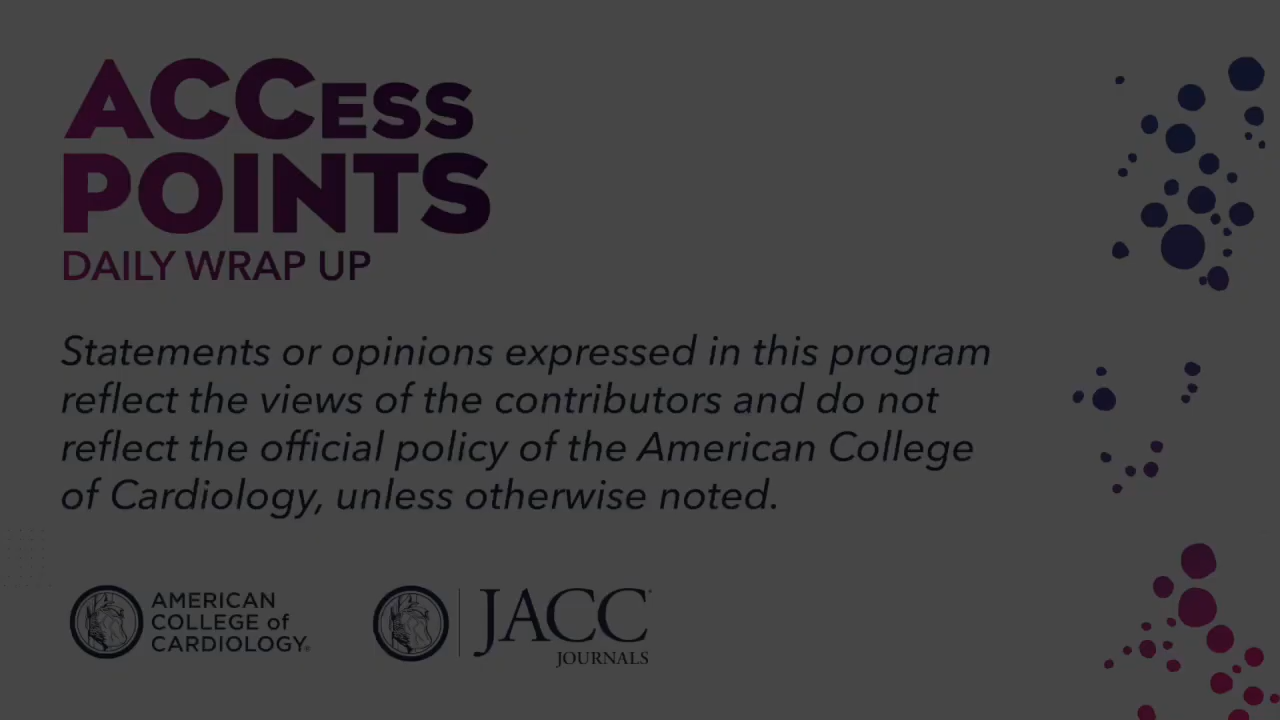 ACCESS
POINTS
DAILY WRAP UP
Statements or opinions expressed in this program
reflect the views of the contributors and do not
reflect the official policy of the American College
of Cardiology, unless otherwise noted.
AMERICAN
COLLEGE of
CARDIOLOGY®
JACC
JOURNALS